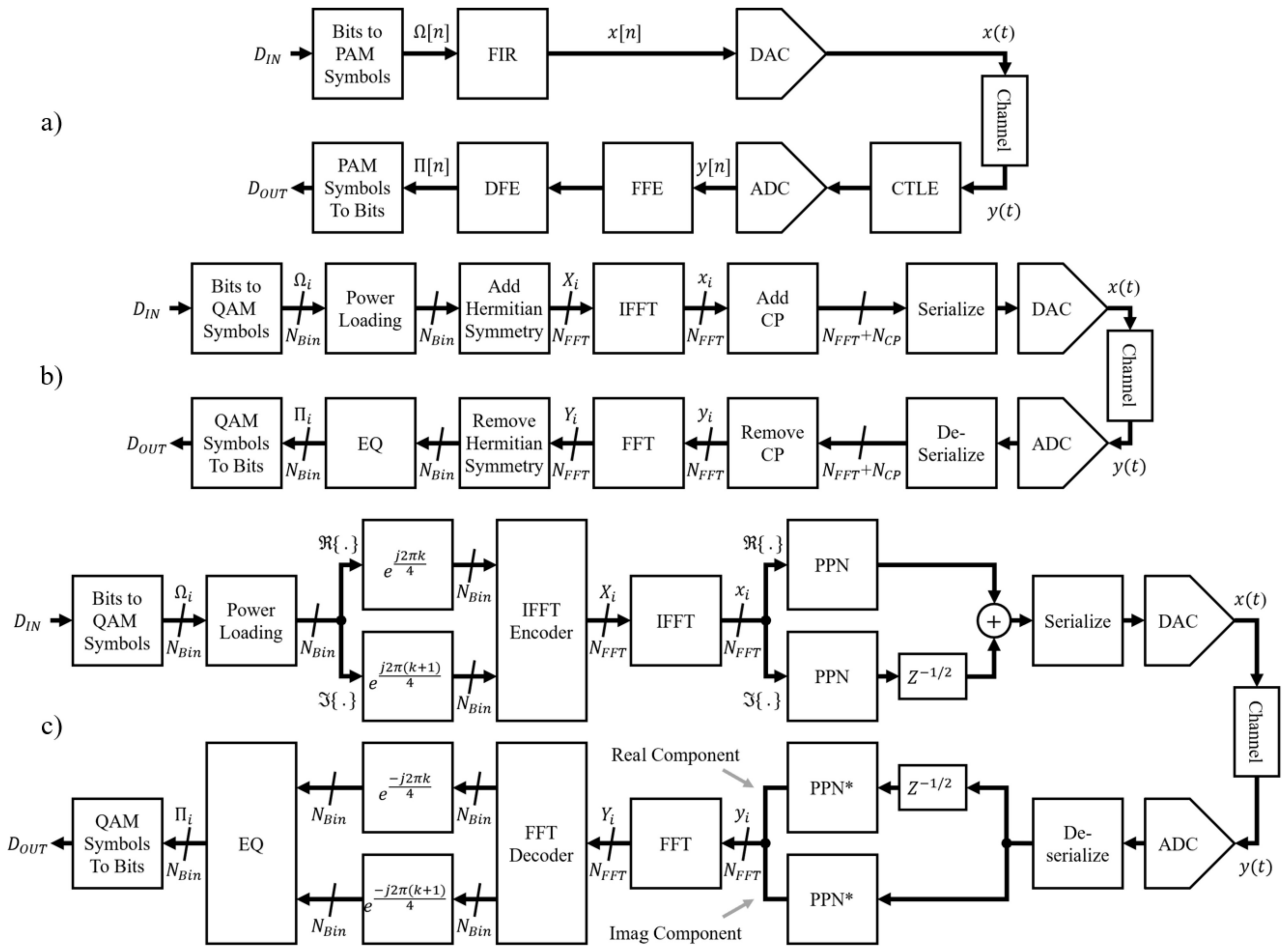 a)
D_IN
Bits to
PAM
Symbols
Ω[n]
FIR
x[n]
DAC
x(t)
Channel
D_OUT
PAM
Symbols
To Bits
Π[n]
DFE
FFE
y[n]
ADC
CTLE
y(t)
b)
D_IN
Bits to
QAM
Symbols
Ω_i
N_Bin
Power
Loading
N_Bin
Add
Hermitian
Symmetry
X_i
N_FFT
IFFT
x_i
N_FFT
Add
CP
N_FFT+N_CP
Serialize
DAC
x(t)
Channel
D_OUT
QAM
Symbols
To Bits
Π_i
N_Bin
EQ
N_Bin
Remove
Hermitian
Symmetry
Y_i
N_FFT
FFT
y_i
N_FFT
Remove
CP
N_FFT+N_CP
De-
Serialize
ADC
y(t)
c)
D_IN
Bits to
QAM
Symbols
Ω_i
N_Bin
Power
Loading
N_Bin
ℜ{.}
e^(j2πk/4)
N_Bin
ℑ{.}
e^(j2π(k+1)/4)
N_Bin
IFFT
Encoder
X_i
N_FFT
IFFT
x_i
N_FFT
ℜ{.}
PPN
ℑ{.}
PPN
Z^(-1/2)
+
Serialize
DAC
x(t)
Channel
D_OUT
QAM
Symbols
To Bits
Π_i
N_Bin
EQ
N_Bin
e^(-j2πk/4)
N_Bin
N_Bin
e^(-j2π(k+1)/4)
N_Bin
FFT
Decoder
Y_i
N_FFT
FFT
y_i
N_FFT
Real Component
PPN*
Z^(-1/2)
Imag Component
PPN*
De-
serialize
ADC
y(t)